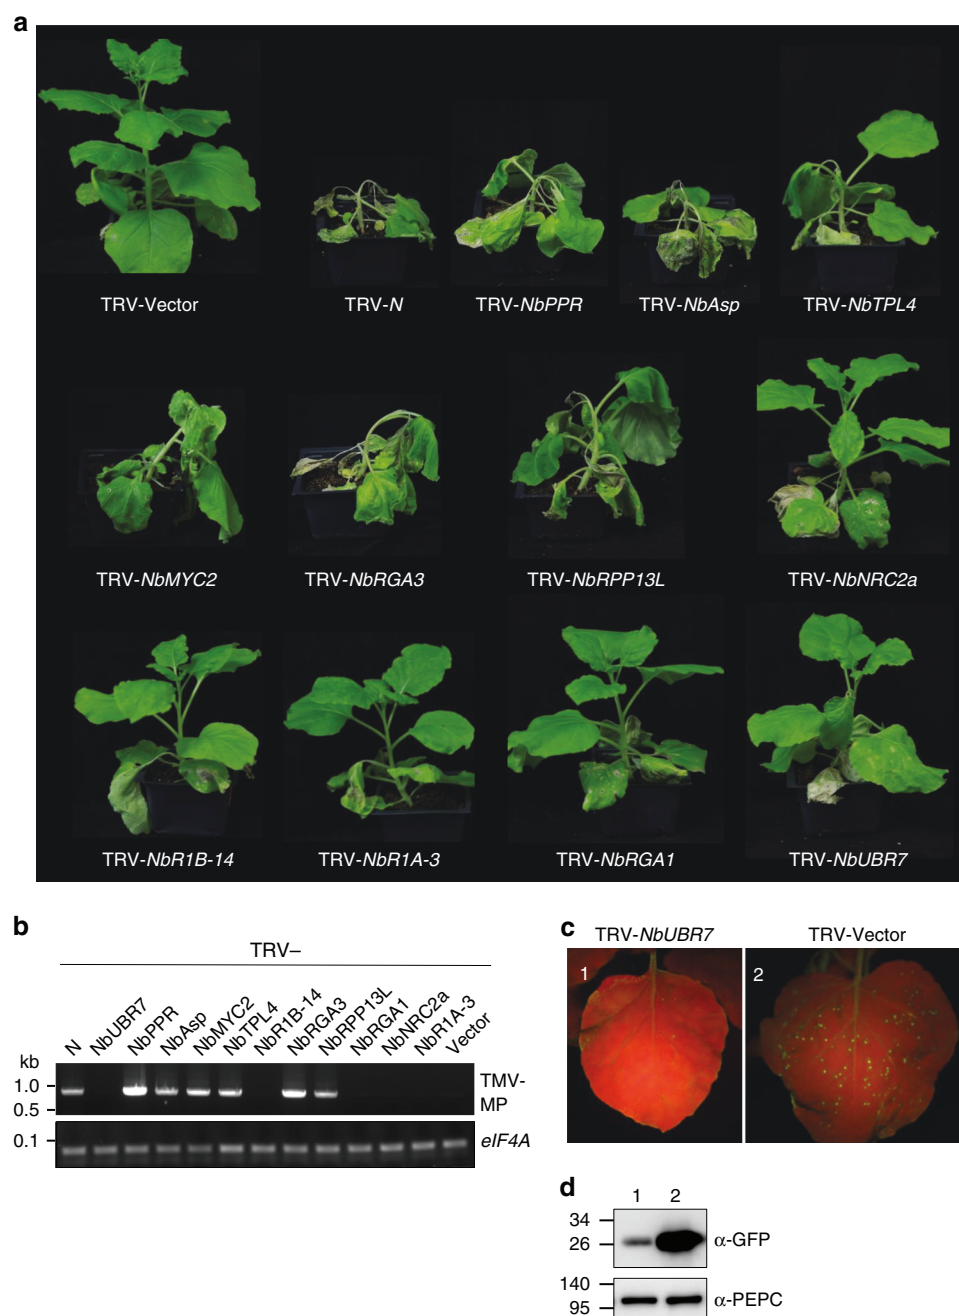 a
TRV-Vector
TRV-N
TRV-NbPPR
TRV-NbAsp
TRV-NbTPL4
TRV-NbMYC2
TRV-NbRGA3
TRV-NbRPP13L
TRV-NbNRC2a
TRV-NbR1B-14
TRV-NbR1A-3
TRV-NbRGA1
TRV-NbUBR7
b
TRV–
N
NbUBR7
NbPPR
NbAsp
NbMYC2
NbTPL4
NbR1B-14
NbRGA3
NbRPP13L
NbRGA1
NbNRC2a
NbR1A-3
Vector
kb
1.0
0.5
TMV-
MP
0.1
eIF4A
c
TRV-NbUBR7
TRV-Vector
1
2
d
1 2
34
26
α-GFP
140
95
α-PEPC